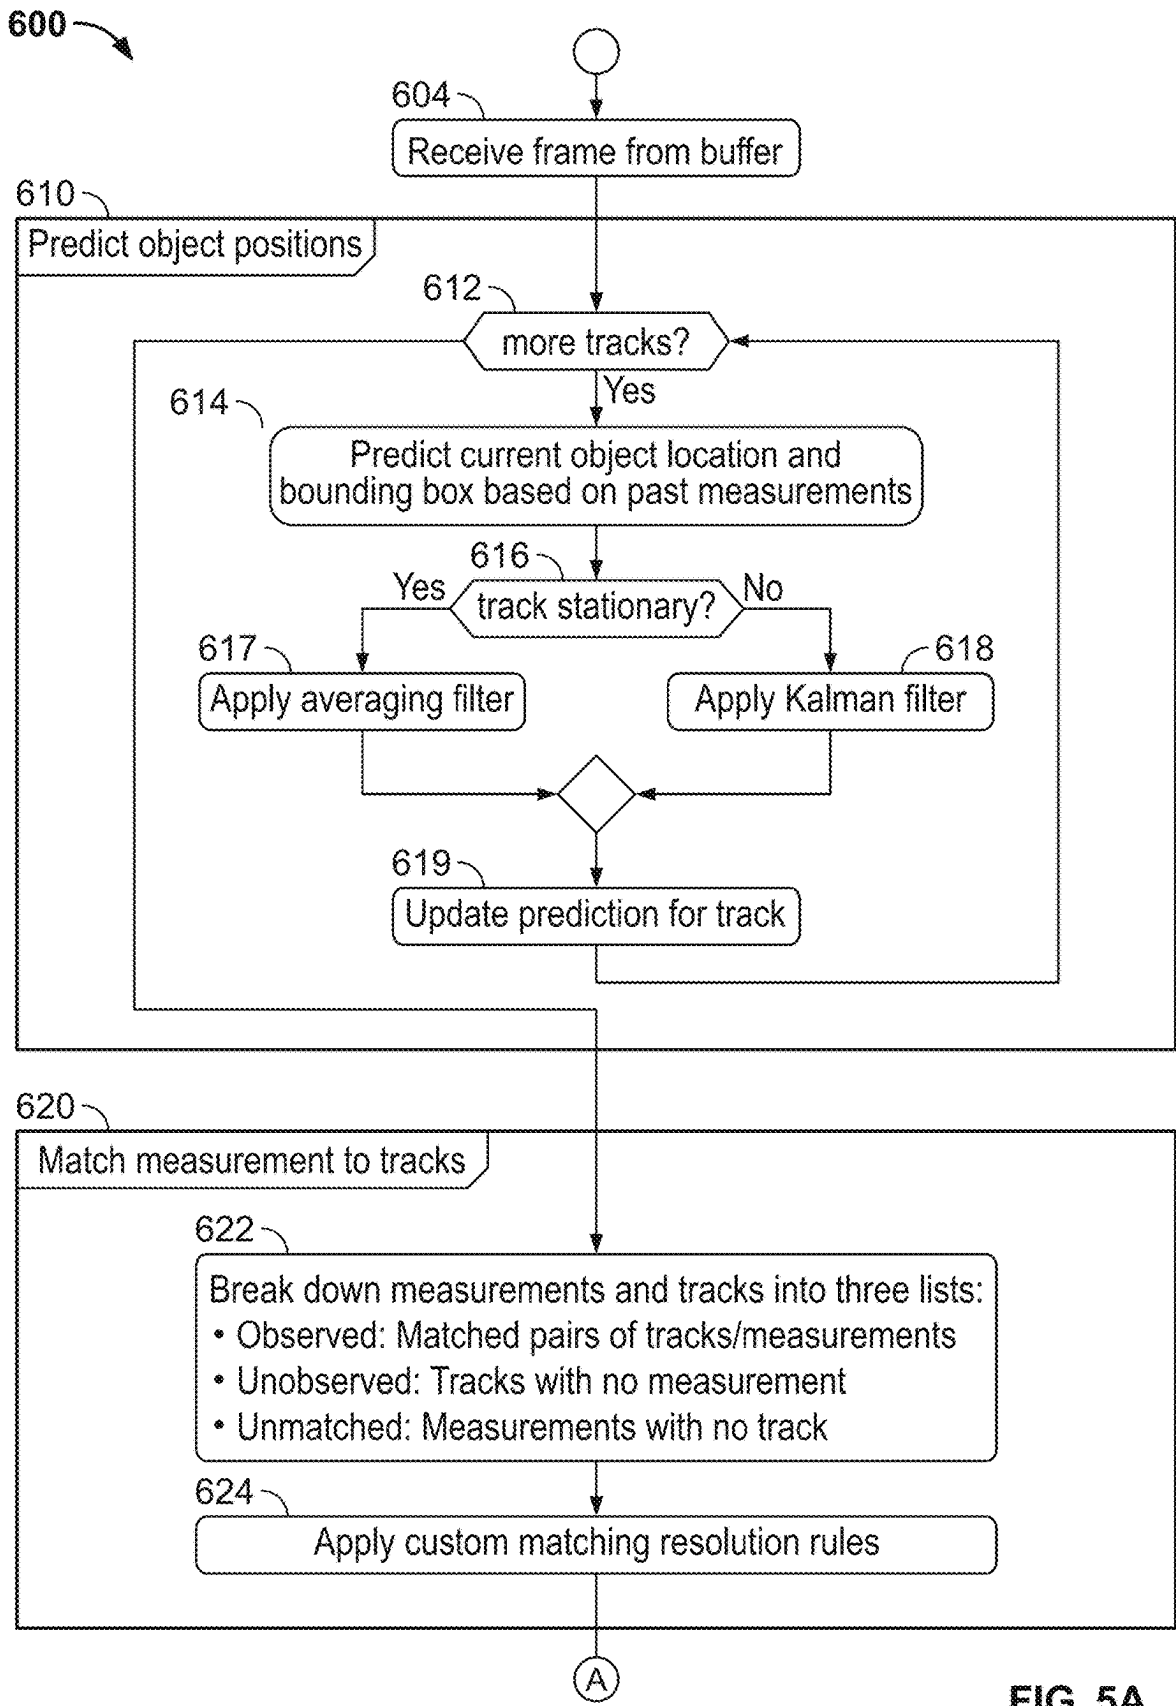 600
604
Receive frame from buffer
610
Predict object positions
612
more tracks?
Yes
614
Predict current object location and
bounding box based on past measurements
616
Yes
track stationary?
No
617
618
Apply averaging filter
Apply Kalman filter
619
Update prediction for track
620
Match measurement to tracks
622
Break down measurements and tracks into three lists:
• Observed: Matched pairs of tracks/measurements
• Unobserved: Tracks with no measurement
• Unmatched: Measurements with no track
624
Apply custom matching resolution rules
A
FIG. 5A